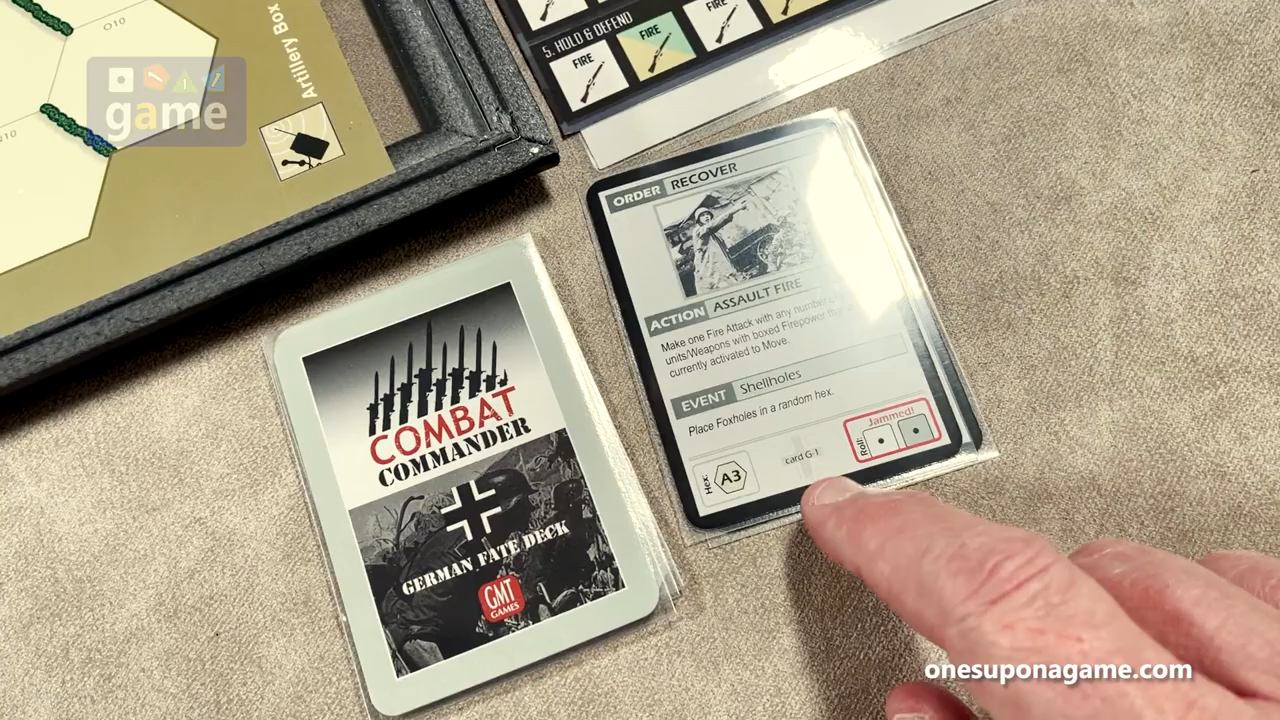 game
O10
N10
Artillery Box
FIRE
5. HOLD & DEFEND
FIRE
FIRE
FIRE
ORDER RECOVER
ACTION ASSAULT FIRE
Make one Fire Attack with any number
units/Weapons with boxed Firepower
currently activated to Move.
EVENT Shellholes
Place Foxholes in a random hex.
Jammed!
Roll:
card G-1
Hex:
A3
COMBAT
COMMANDER
GERMAN FATE DECK
GMT
GAMES
onesuponagame.com